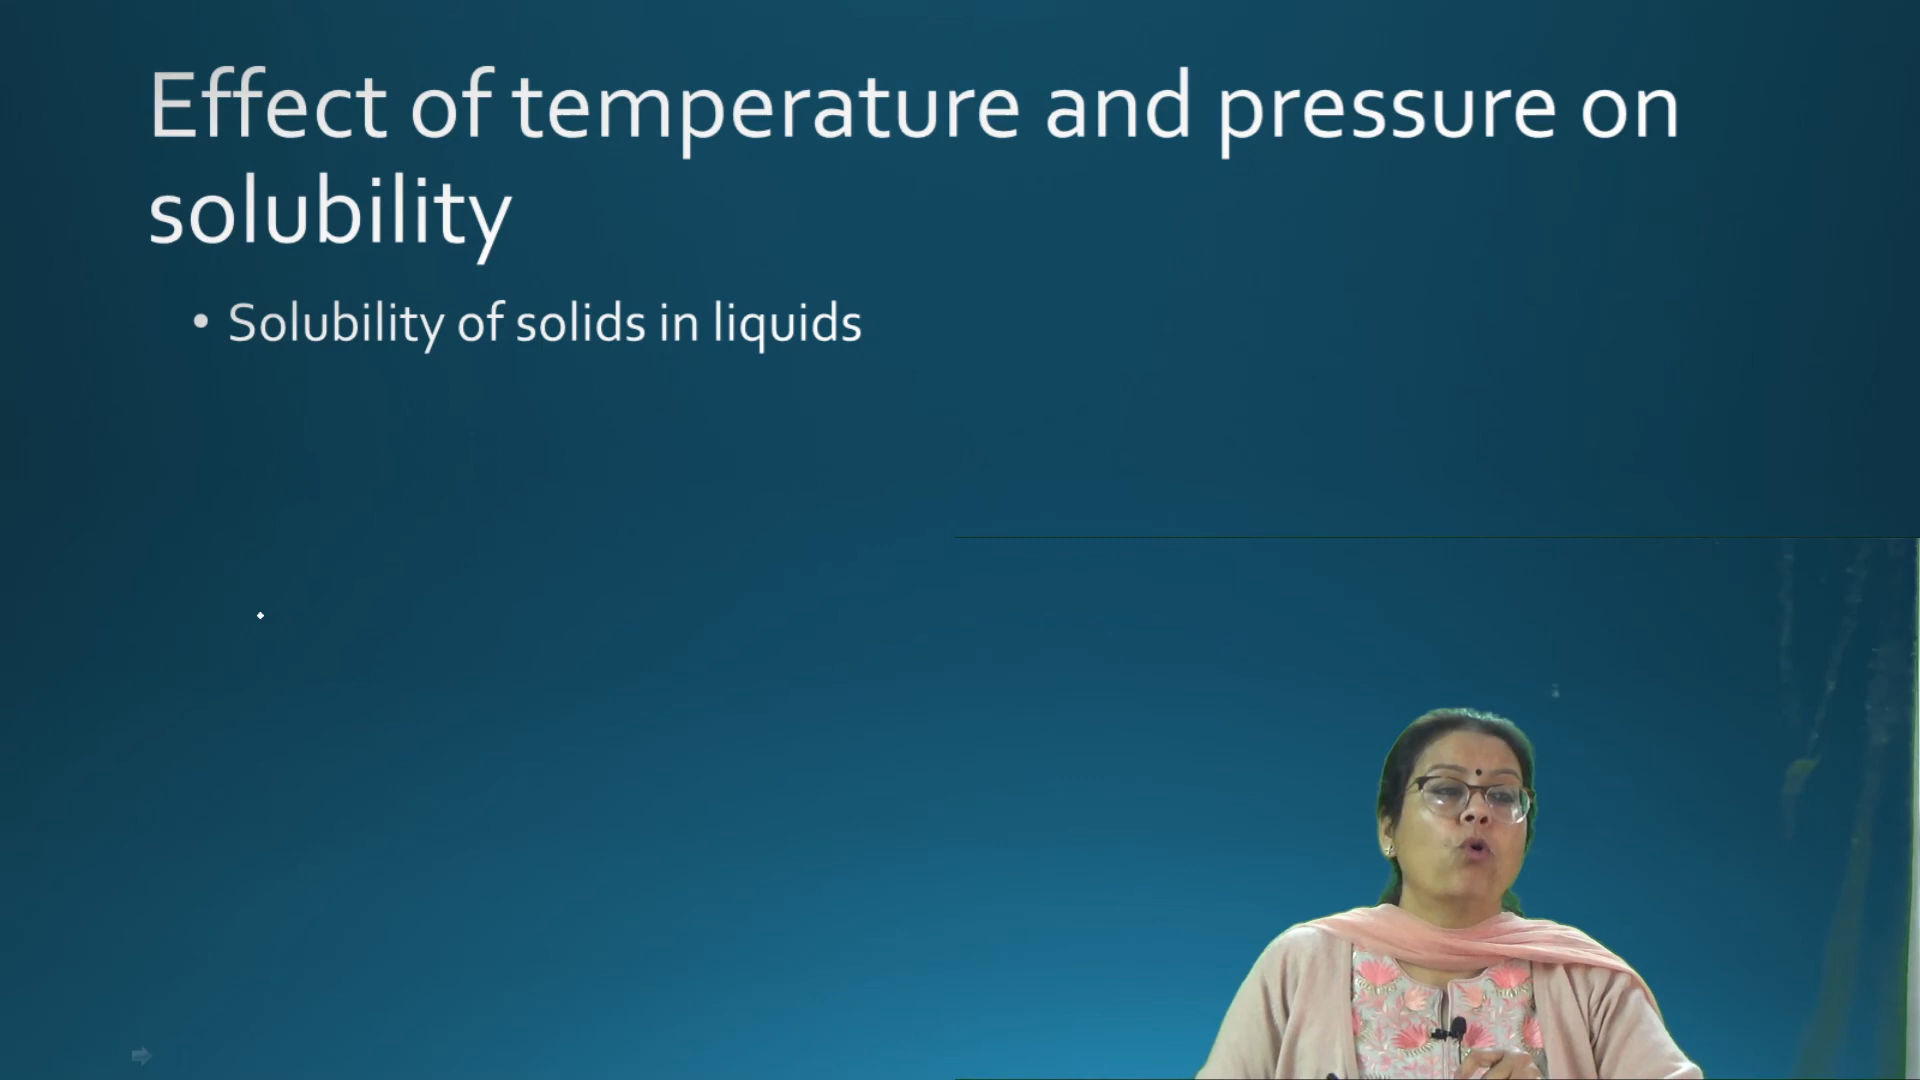 Effect of temperature and pressure on
solubility
• Solubility of solids in liquids